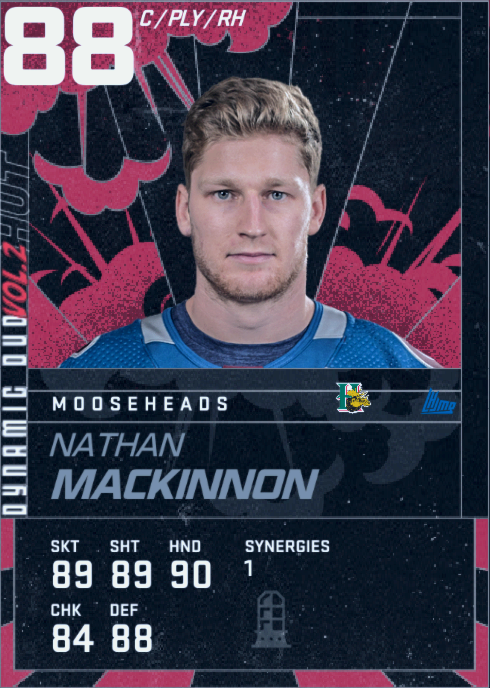 88
C/PLY/RH
HUT
VOL.2
DYNAMIC DUO
MOOSEHEADS
H
NATHAN
MACKINNON
SKT SHT HND SYNERGIES
89 89 90 1
CHK DEF
84 88